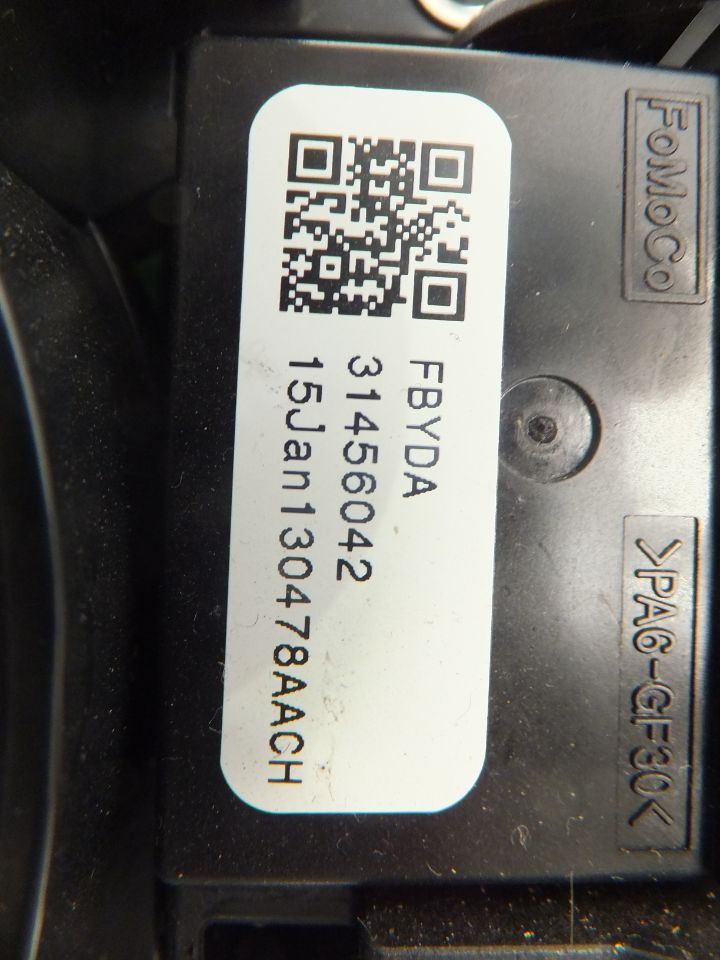 FoMoCo
>PA6-GF30<
FBYDA
31456042
15Jan130478AACH